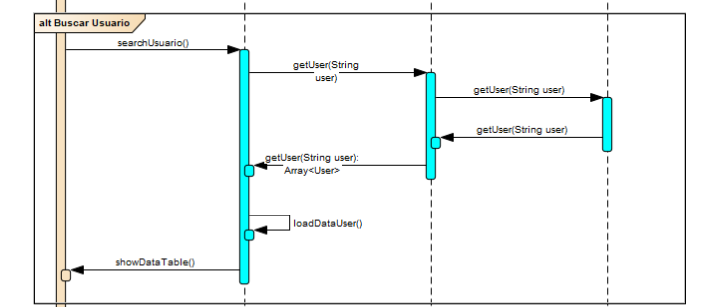 alt Buscar Usuario
searchUsuario()
getUser(String
user)
getUser(String user)
getUser(String user)
getUser(String user):
Array<User>
loadDataUser()
showDataTable()